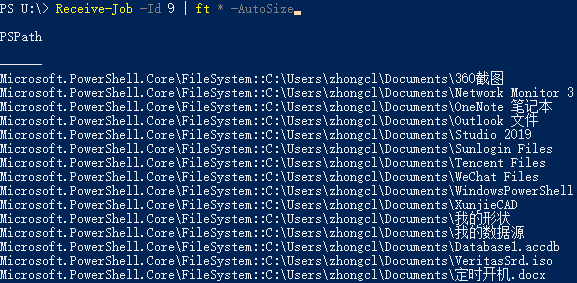 PS U:\> Receive-Job -Id 9 | ft * -AutoSize
PSPath
______
Microsoft.PowerShell.Core\FileSystem::C:\Users\zhongcl\Documents\360截图
Microsoft.PowerShell.Core\FileSystem::C:\Users\zhongcl\Documents\Network Monitor 3
Microsoft.PowerShell.Core\FileSystem::C:\Users\zhongcl\Documents\OneNote 笔记本
Microsoft.PowerShell.Core\FileSystem::C:\Users\zhongcl\Documents\Outlook 文件
Microsoft.PowerShell.Core\FileSystem::C:\Users\zhongcl\Documents\Studio 2019
Microsoft.PowerShell.Core\FileSystem::C:\Users\zhongcl\Documents\Sunlogin Files
Microsoft.PowerShell.Core\FileSystem::C:\Users\zhongcl\Documents\Tencent Files
Microsoft.PowerShell.Core\FileSystem::C:\Users\zhongcl\Documents\WeChat Files
Microsoft.PowerShell.Core\FileSystem::C:\Users\zhongcl\Documents\WindowsPowerShell
Microsoft.PowerShell.Core\FileSystem::C:\Users\zhongcl\Documents\XunjieCAD
Microsoft.PowerShell.Core\FileSystem::C:\Users\zhongcl\Documents\我的形状
Microsoft.PowerShell.Core\FileSystem::C:\Users\zhongcl\Documents\我的数据源
Microsoft.PowerShell.Core\FileSystem::C:\Users\zhongcl\Documents\Database1.accdb
Microsoft.PowerShell.Core\FileSystem::C:\Users\zhongcl\Documents\VeritasSrd.iso
Microsoft.PowerShell.Core\FileSystem::C:\Users\zhongcl\Documents\定时开机.docx